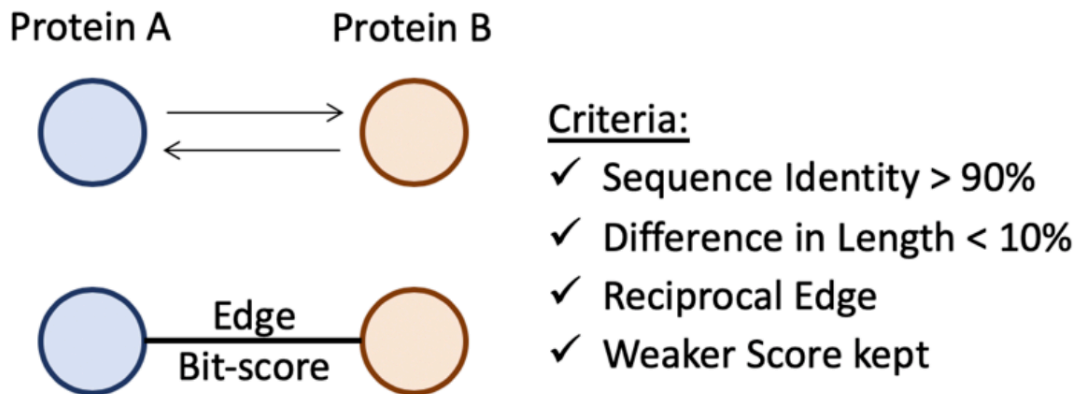 Protein A
Protein B
Criteria:
✓ Sequence Identity > 90%
✓ Difference in Length < 10%
✓ Reciprocal Edge
✓ Weaker Score kept
Edge
Bit-score